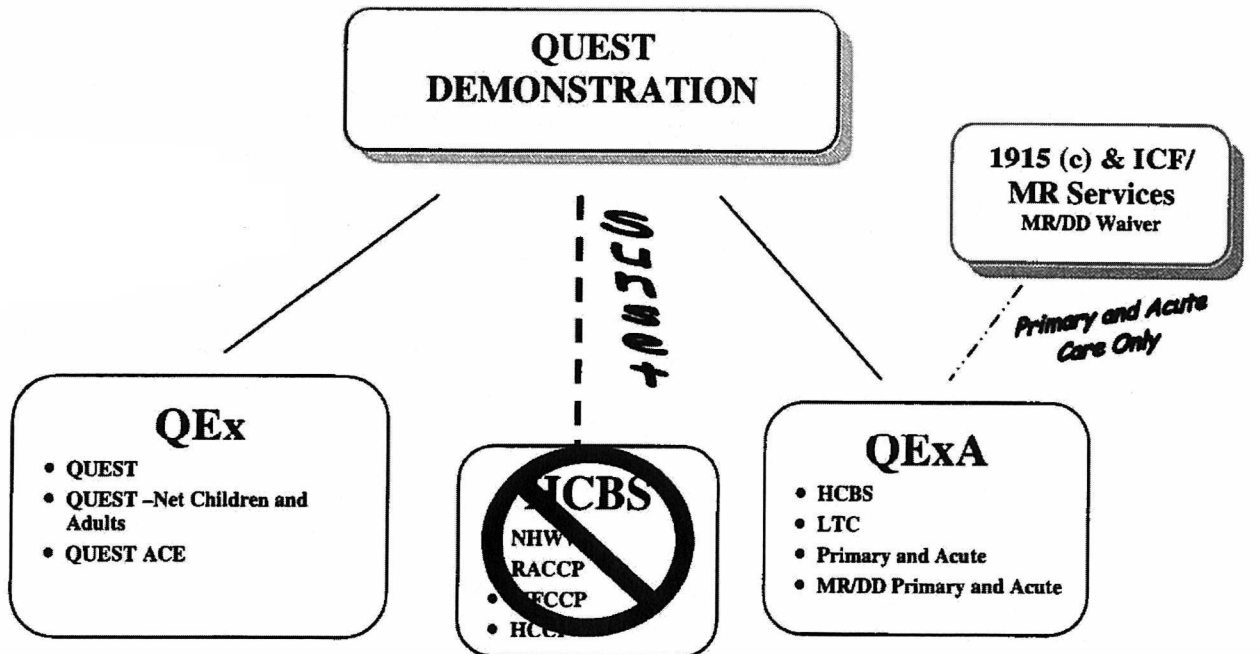 QUEST
DEMONSTRATION
1915 (c) & ICF/
MR Services
MR/DD Waiver
Primary and Acute
Care Only
QEx
• QUEST
• QUEST –Net Children and
Adults
• QUEST ACE
HCBS
RACCP
QExA
• HCBS
• LTC
• Primary and Acute
• MR/DD Primary and Acute